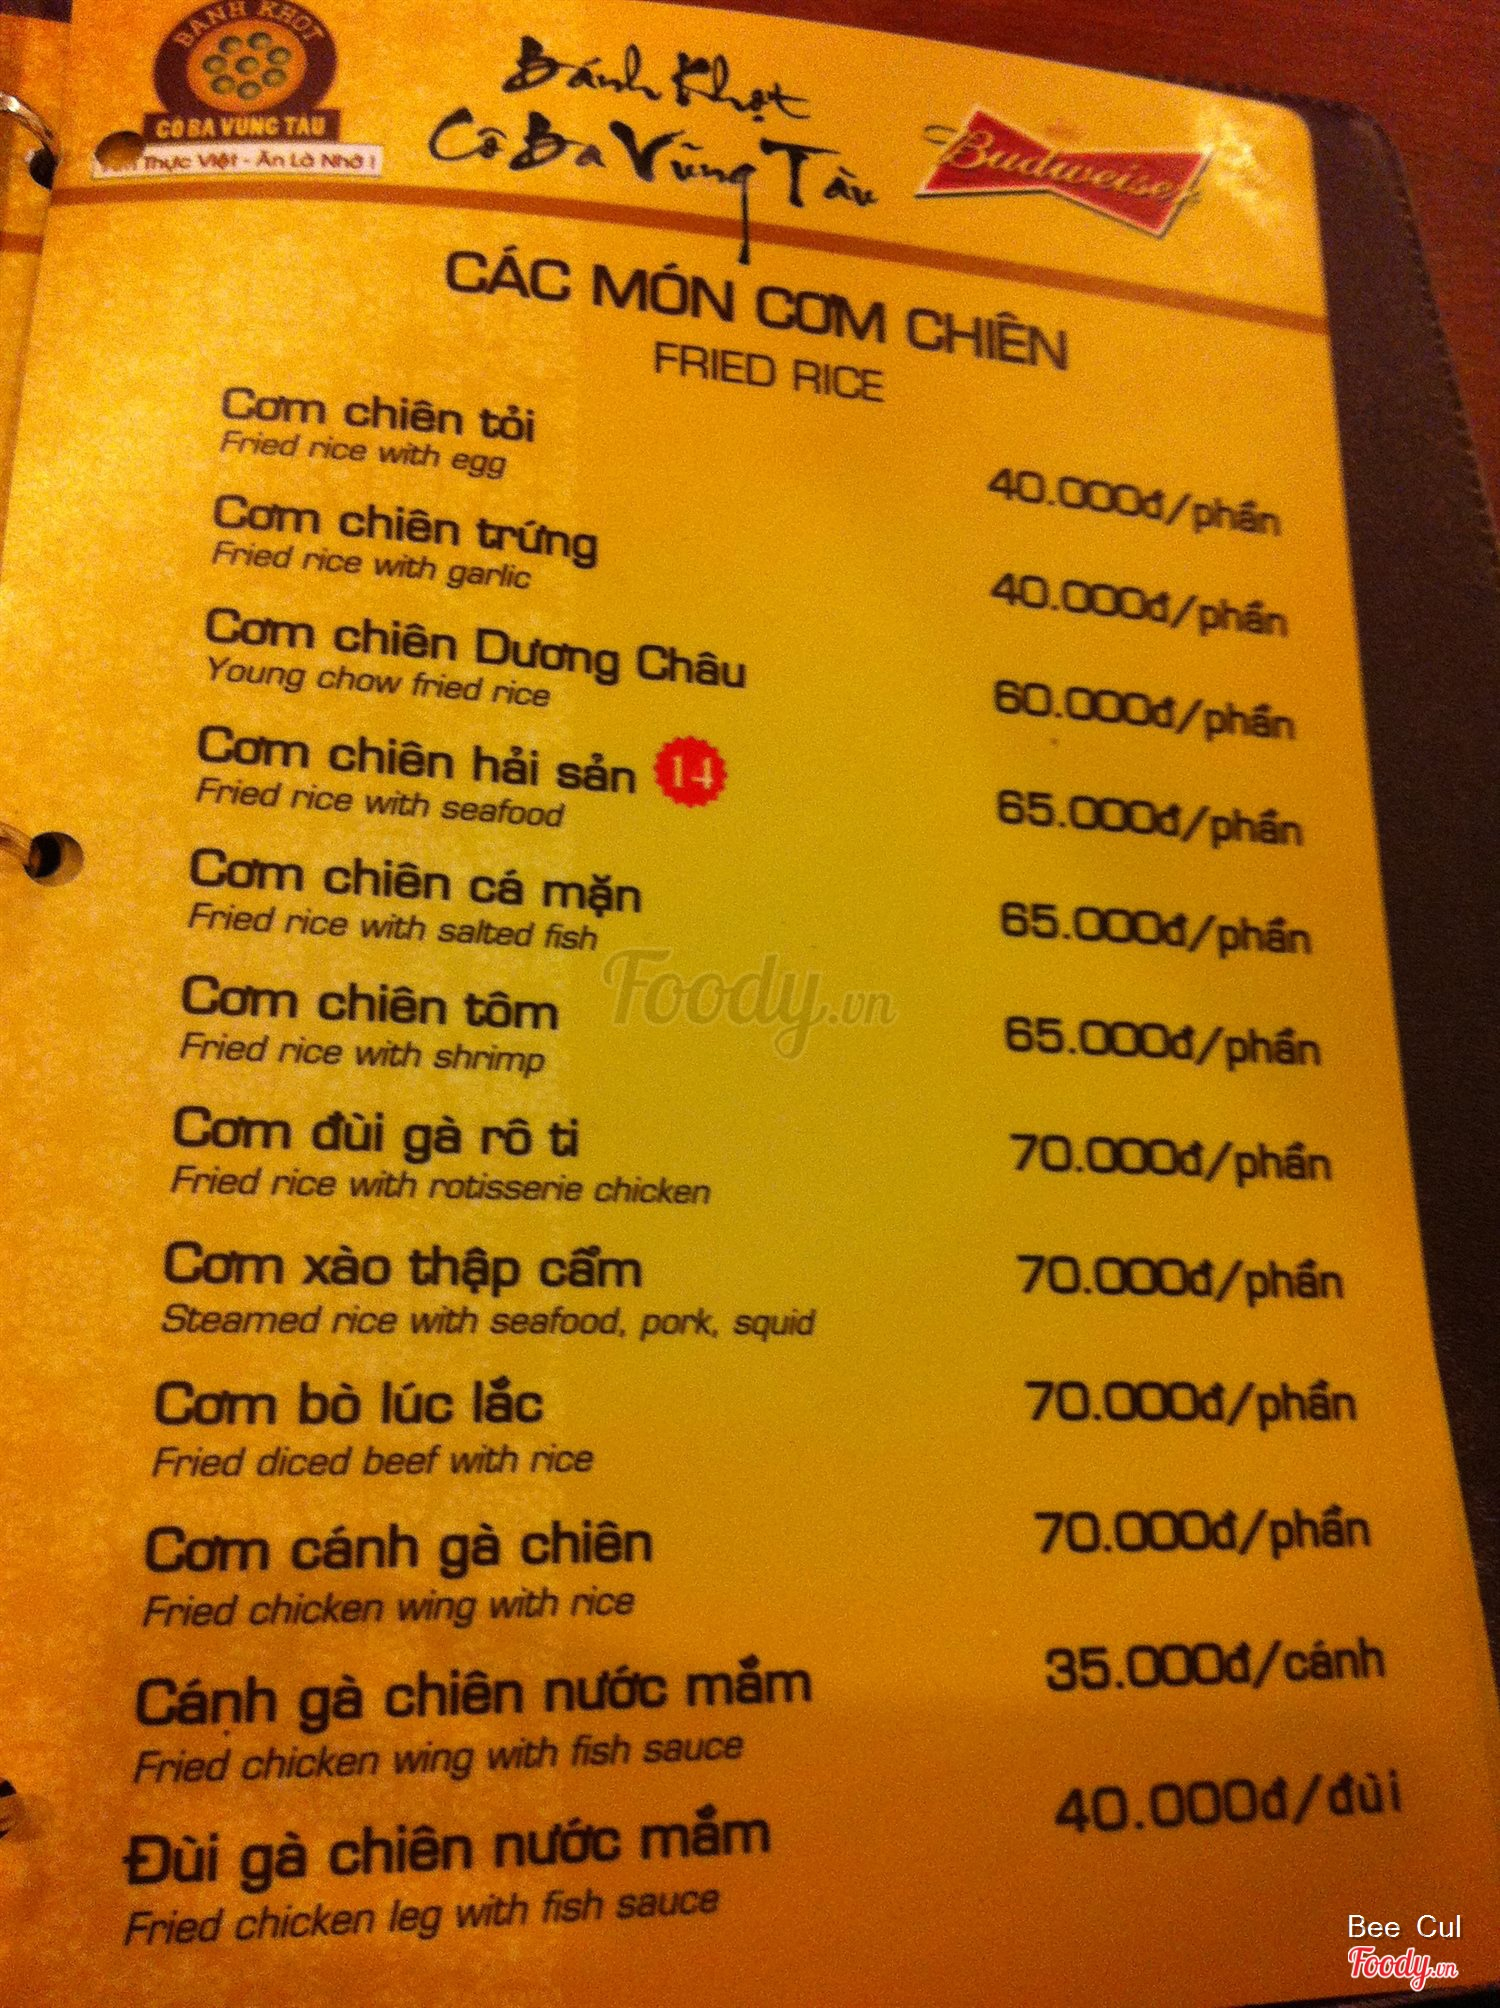 BÁNH KHỌT
CÔ BA VŨNG TÀU
Thực Việt - Ăn Là Nhớ !
Bánh Khọt
Cô Ba Vũng Tàu
Budweiser
CÁC MÓN CƠM CHIÊN
FRIED RICE
Cơm chiên tỏi
Fried rice with egg
40.000đ/phần
Cơm chiên trứng
Fried rice with garlic
40.000đ/phần
Cơm chiên Dương Châu
Young chow fried rice
60.000đ/phần
Cơm chiên hải sản 14
Fried rice with seafood
65.000đ/phần
Cơm chiên cá mặn
Fried rice with salted fish
65.000đ/phần
Cơm chiên tôm
Fried rice with shrimp
65.000đ/phần
Cơm đùi gà rô ti
Fried rice with rotisserie chicken
70.000đ/phần
Cơm xào thập cẩm
Steamed rice with seafood, pork, squid
70.000đ/phần
Cơm bò lúc lắc
Fried diced beef with rice
70.000đ/phần
Cơm cánh gà chiên
Fried chicken wing with rice
70.000đ/phần
Cánh gà chiên nước mắm
Fried chicken wing with fish sauce
35.000đ/cánh
Đùi gà chiên nước mắm
Fried chicken leg with fish sauce
40.000đ/đùi
Foody.vn
Bee Cul
Foody.vn